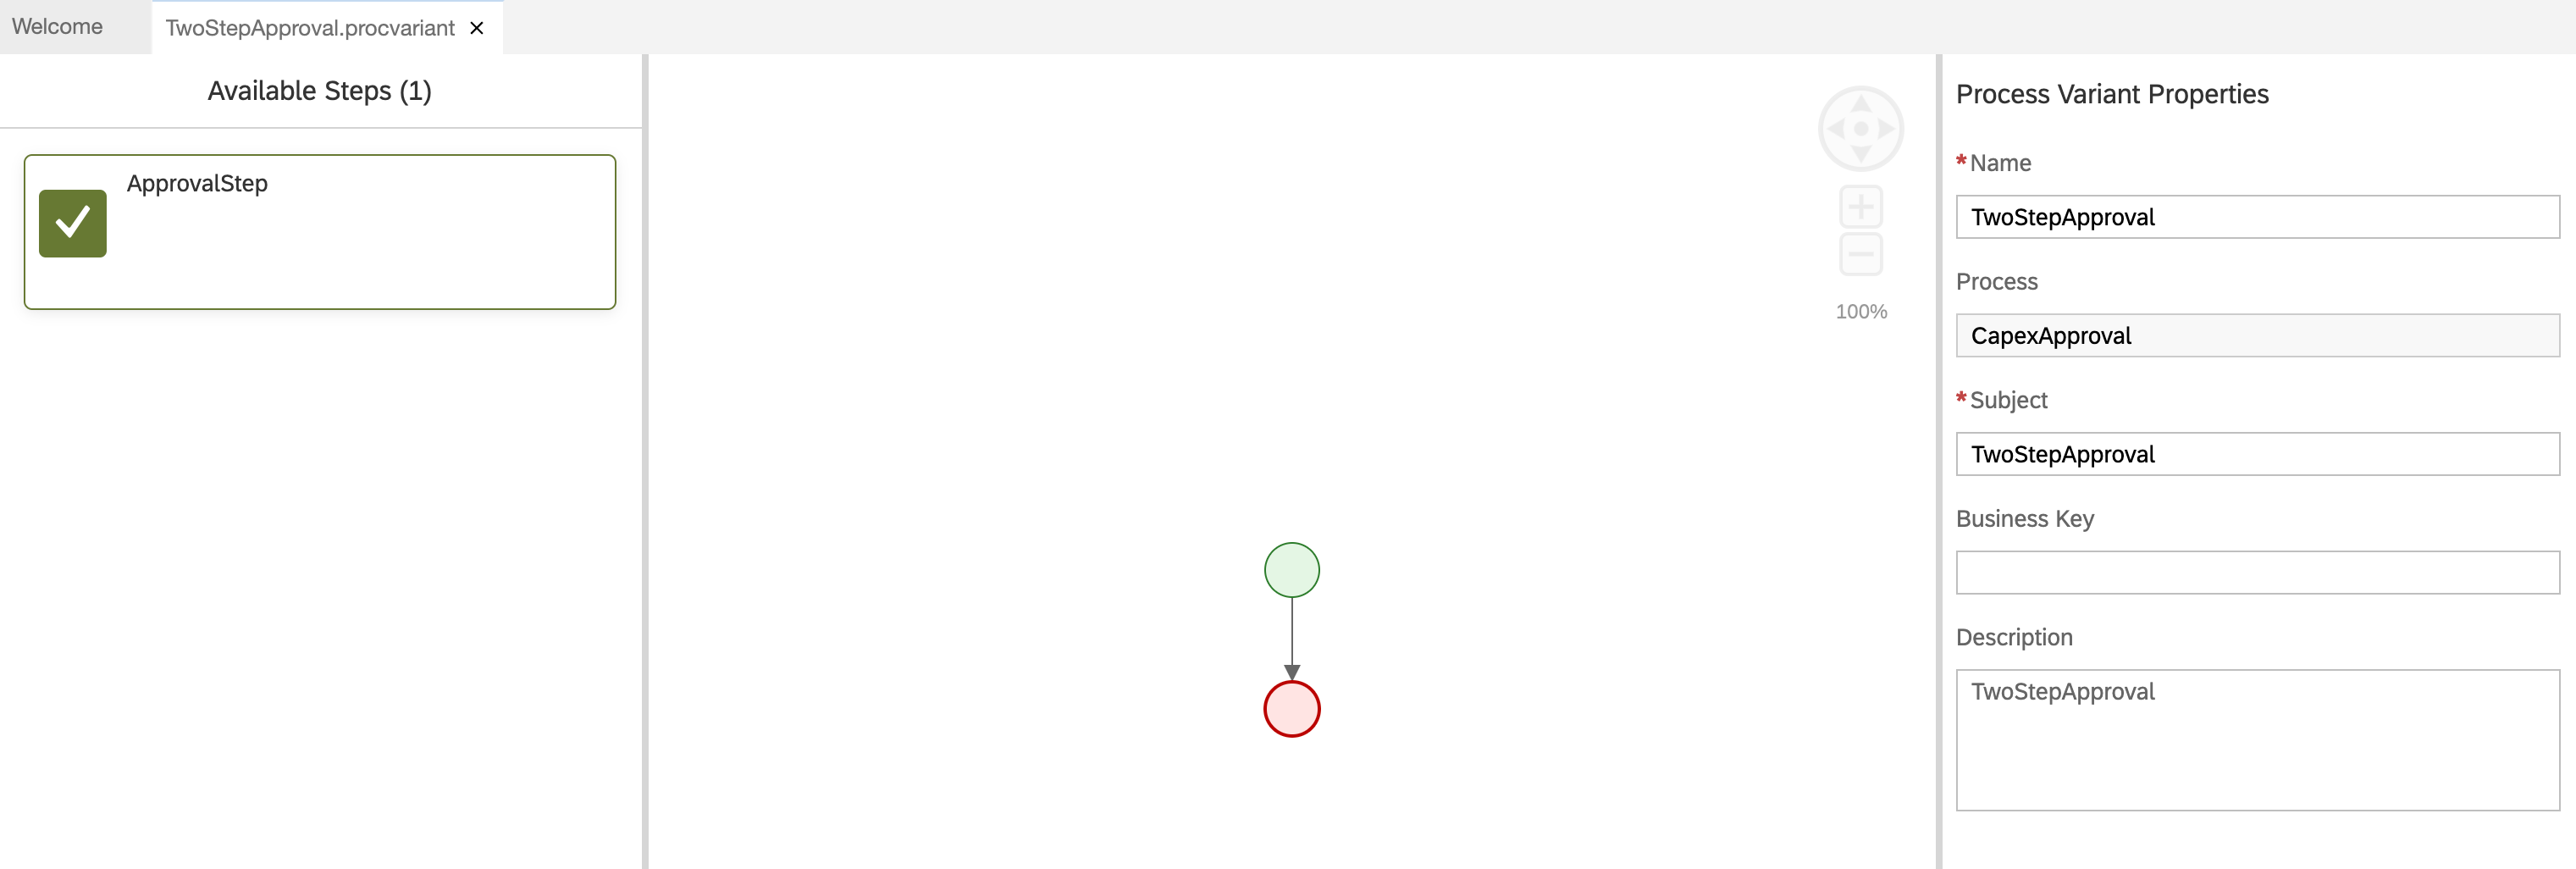 Welcome
TwoStepApproval.procvariant
Available Steps (1)
ApprovalStep
100%
Process Variant Properties
*Name
TwoStepApproval
Process
CapexApproval
*Subject
TwoStepApproval
Business Key
Description
TwoStepApproval